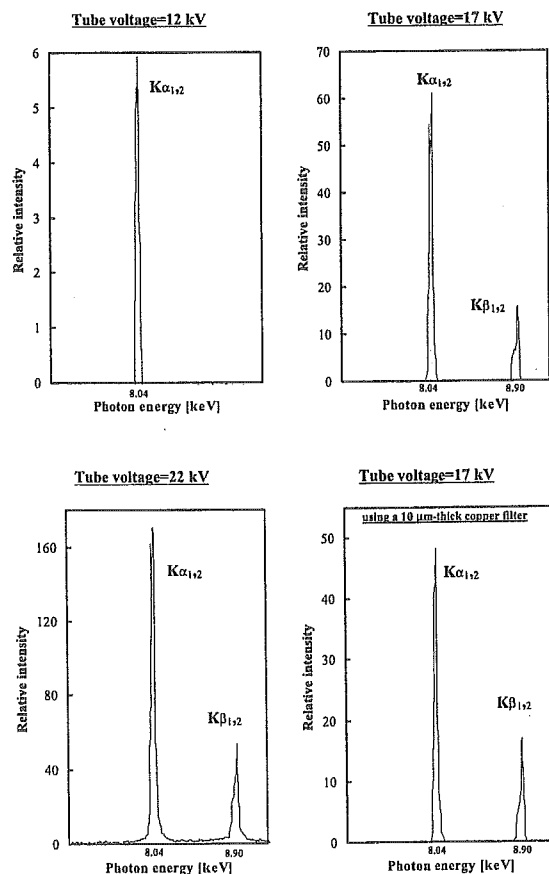 Tube voltage=12 kV
6
5
4
3
2
1
0
Relative intensity
Kα1,2
8.04
Photon energy [keV]
Tube voltage=17 kV
70
60
50
40
30
20
10
0
Relative intensity
Kα1,2
Kβ1,2
8.04 8.90
Photon energy [keV]
Tube voltage=22 kV
160
120
80
40
0
Relative intensity
Kα1,2
Kβ1,2
8.04 8.90
Photon energy [keV]
Tube voltage=17 kV
using a 10 μm-thick copper filter
50
40
30
20
10
0
Relative intensity
Kα1,2
Kβ1,2
8.04 8.90
Photon energy [keV]